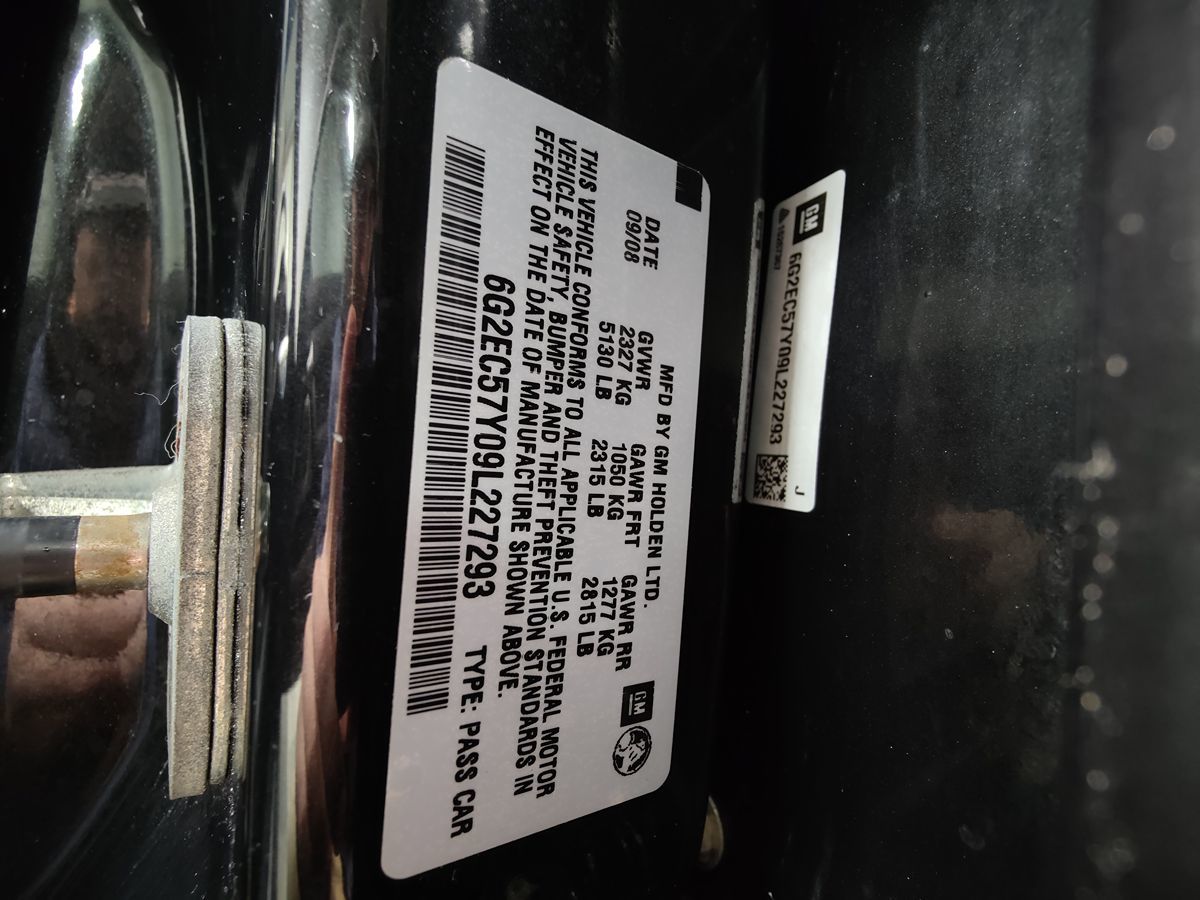 MFD BY GM HOLDEN LTD.
DATE GVWR GAWR FRT GAWR RR
09/08 2327 KG 1050 KG 1277 KG
5130 LB 2315 LB 2815 LB
GM
THIS VEHICLE CONFORMS TO ALL APPLICABLE U.S. FEDERAL MOTOR
VEHICLE SAFETY, BUMPER AND THEFT PREVENTION STANDARDS IN
EFFECT ON THE DATE OF MANUFACTURE SHOWN ABOVE.
6G2EC57Y09L227293 TYPE: PASS CAR
GM
6G2EC57Y09L227293
J